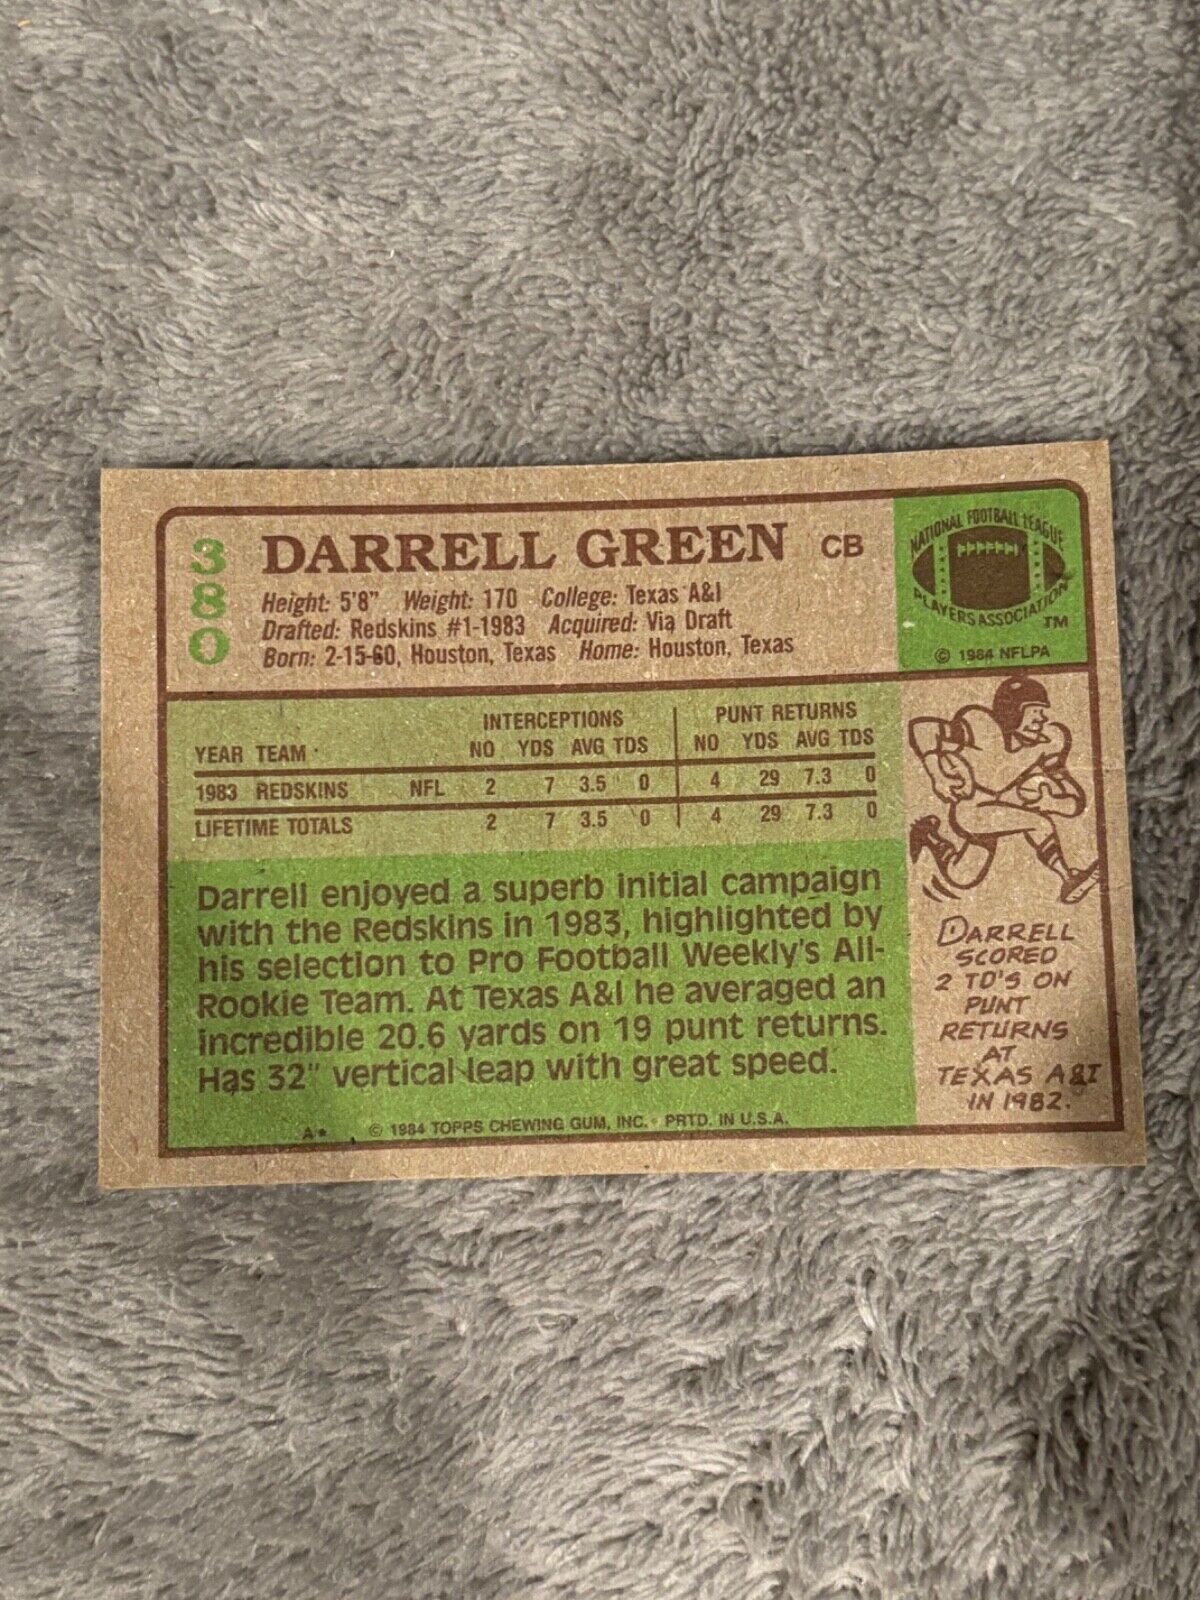 380
DARRELL GREEN CB
Height: 5'8" Weight: 170 College: Texas A&I
Drafted: Redskins #1-1983 Acquired: Via Draft
Born: 2-15-60, Houston, Texas Home: Houston, Texas
NATIONAL FOOTBALL LEAGUE
PLAYERS ASSOCIATION
TM
© 1984 NFLPA
INTERCEPTIONS PUNT RETURNS
YEAR TEAM NO YDS AVG TDS NO YDS AVG TDS
1983 REDSKINS NFL 2 7 3.5 0 4 29 7.3 0
LIFETIME TOTALS 2 7 3.5 0 4 29 7.3 0
Darrell enjoyed a superb initial campaign
with the Redskins in 1983, highlighted by
his selection to Pro Football Weekly's All-
Rookie Team. At Texas A&I he averaged an
incredible 20.6 yards on 19 punt returns.
Has 32" vertical leap with great speed.
DARRELL
SCORED
2 TD'S ON
PUNT
RETURNS
AT
TEXAS A&I
IN 1982.
A* © 1984 TOPPS CHEWING GUM, INC. • PRTD. IN U.S.A.